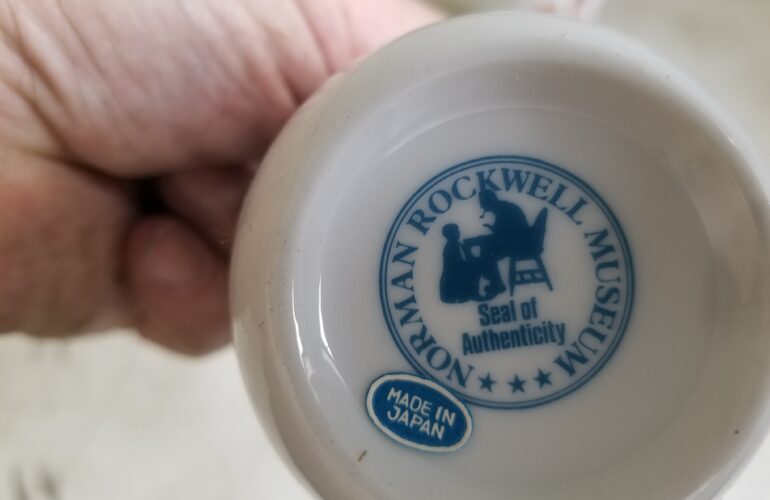 NORMAN ROCKWELL MUSEUM
Seal of
Authenticity
MADE IN
JAPAN